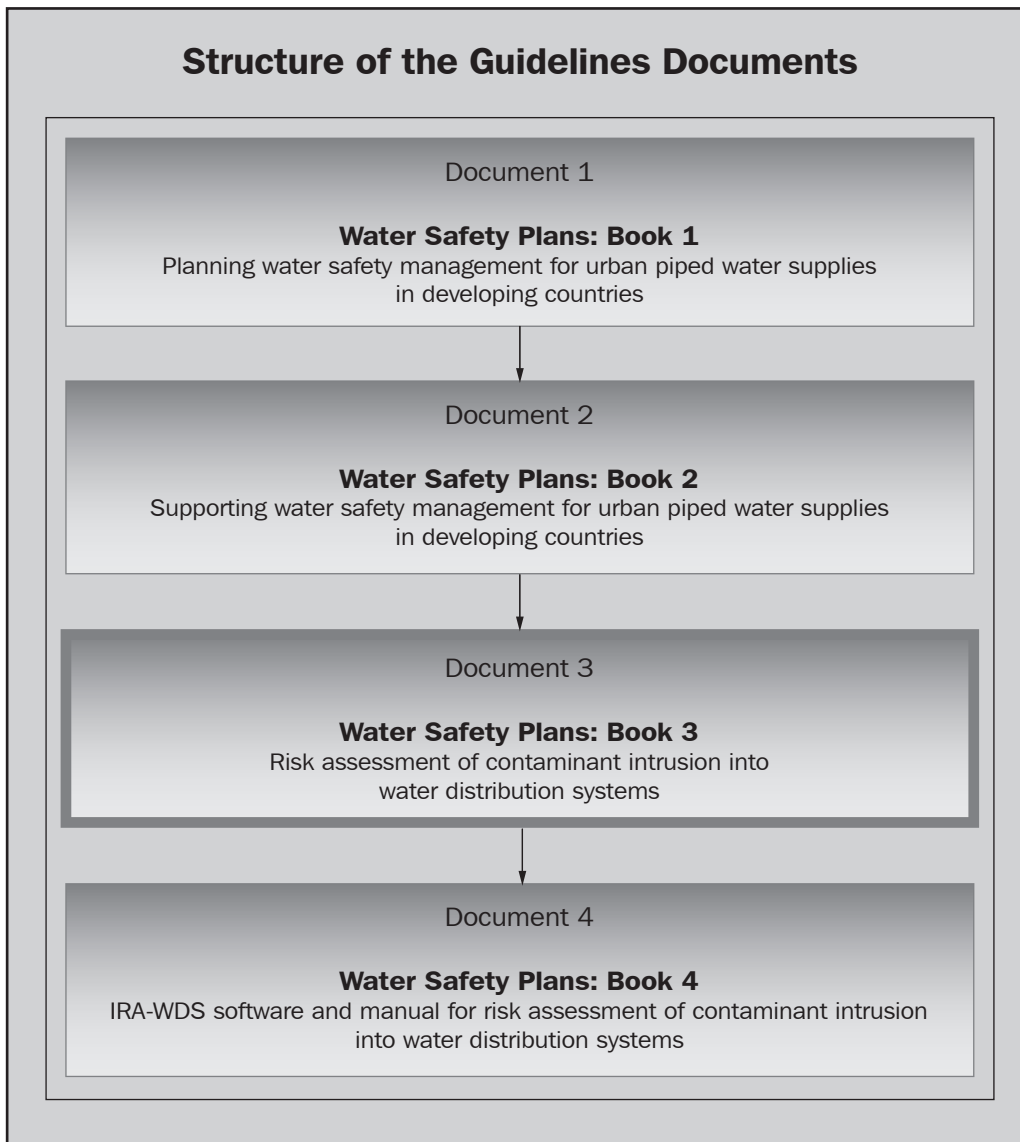 Structure of the Guidelines Documents
Document 1
Water Safety Plans: Book 1
Planning water safety management for urban piped water supplies
in developing countries
Document 2
Water Safety Plans: Book 2
Supporting water safety management for urban piped water supplies
in developing countries
Document 3
Water Safety Plans: Book 3
Risk assessment of contaminant intrusion into
water distribution systems
Document 4
Water Safety Plans: Book 4
IRA-WDS software and manual for risk assessment of contaminant intrusion
into water distribution systems